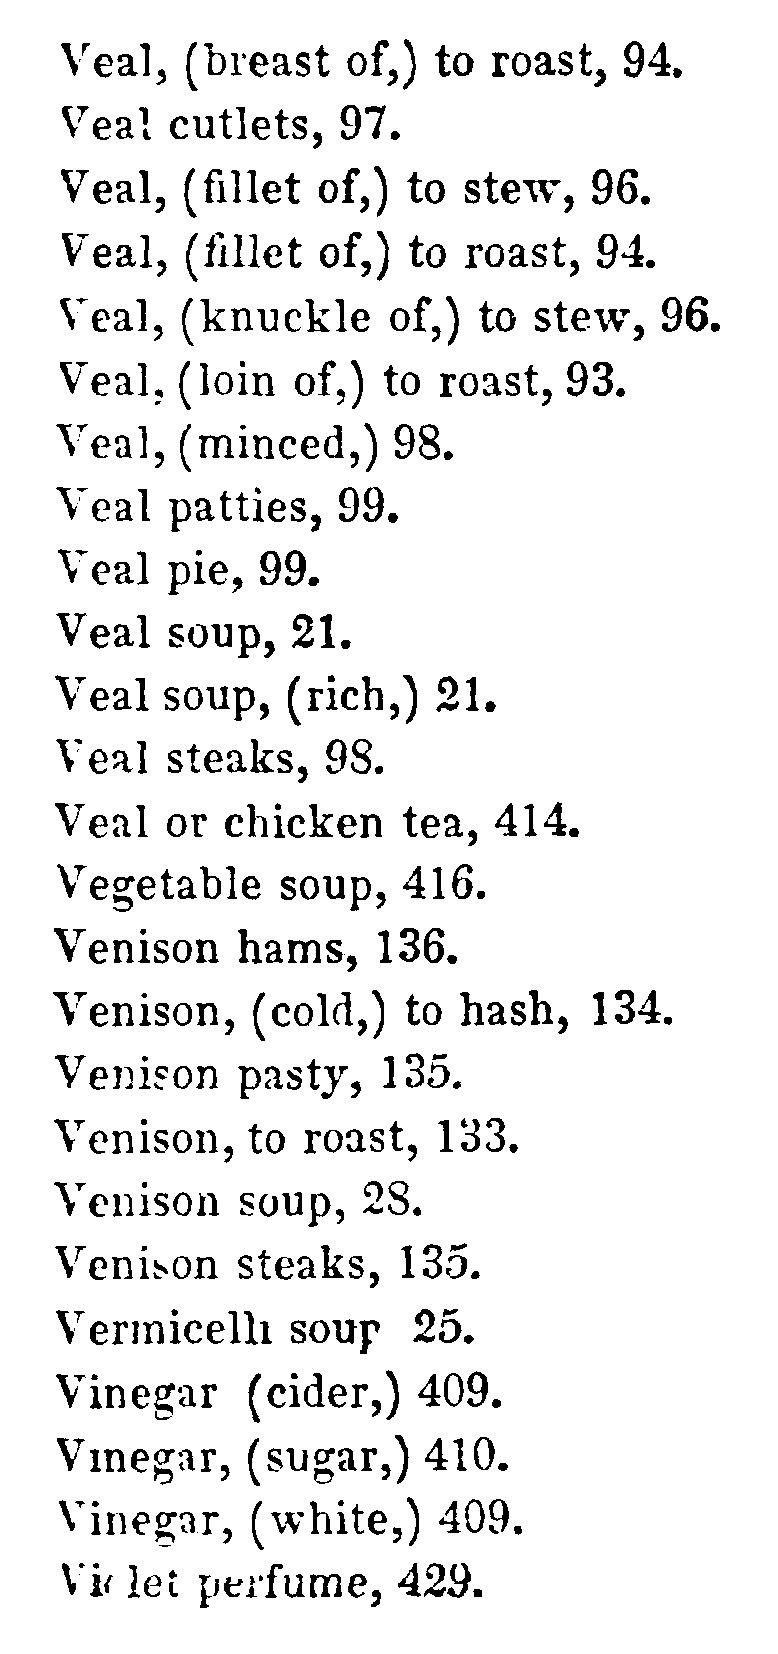 Veal, (breast of,) to roast, 94.
Veal cutlets, 97.
Veal, (fillet of,) to stew, 96.
Veal, (fillet of,) to roast, 94.
Veal, (knuckle of,) to stew, 96.
Veal, (loin of,) to roast, 93.
Veal, (minced,) 98.
Veal patties, 99.
Veal pie, 99.
Veal soup, 21.
Veal soup, (rich,) 21.
Veal steaks, 98.
Veal or chicken tea, 414.
Vegetable soup, 416.
Venison hams, 136.
Venison, (cold,) to hash, 134.
Venison pasty, 135.
Venison, to roast, 133.
Venison soup, 28.
Venison steaks, 135.
Vermicelli soup 25.
Vinegar (cider,) 409.
Vinegar, (sugar,) 410.
Vinegar, (white,) 409.
Violet perfume, 429.